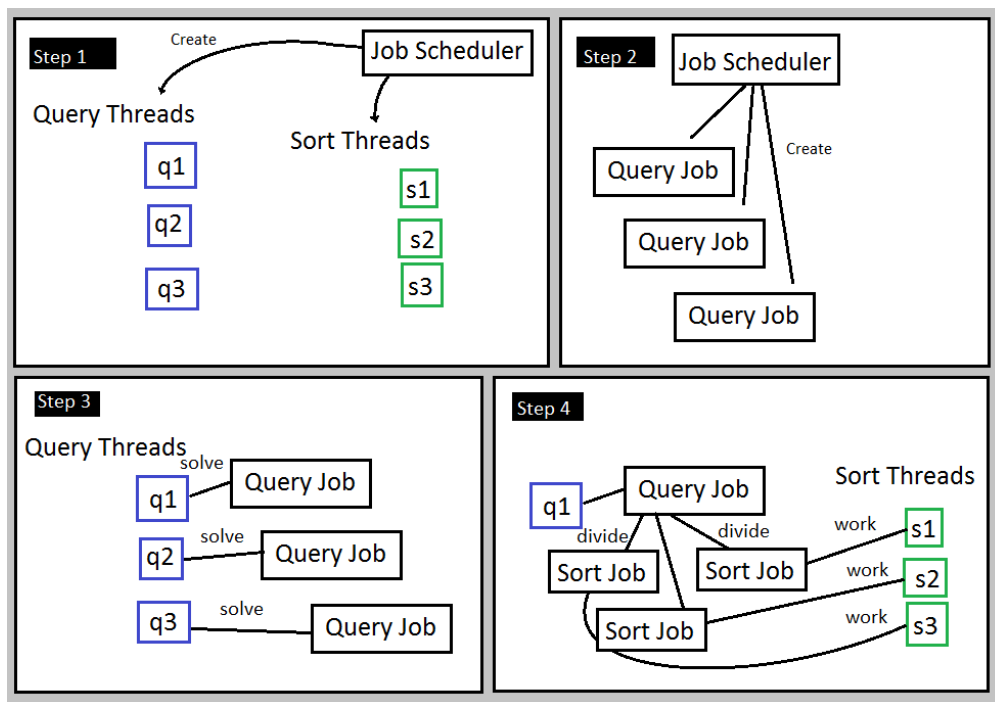 Step 1
Create
Job Scheduler
Query Threads
Sort Threads
q1
q2
q3
s1
s2
s3
Step 2
Job Scheduler
Create
Query Job
Query Job
Query Job
Step 3
Query Threads
solve
q1
Query Job
solve
q2
Query Job
solve
q3
Query Job
Step 4
Sort Threads
q1
Query Job
divide
divide
work
s1
Sort Job
Sort Job
work
s2
Sort Job
work
s3